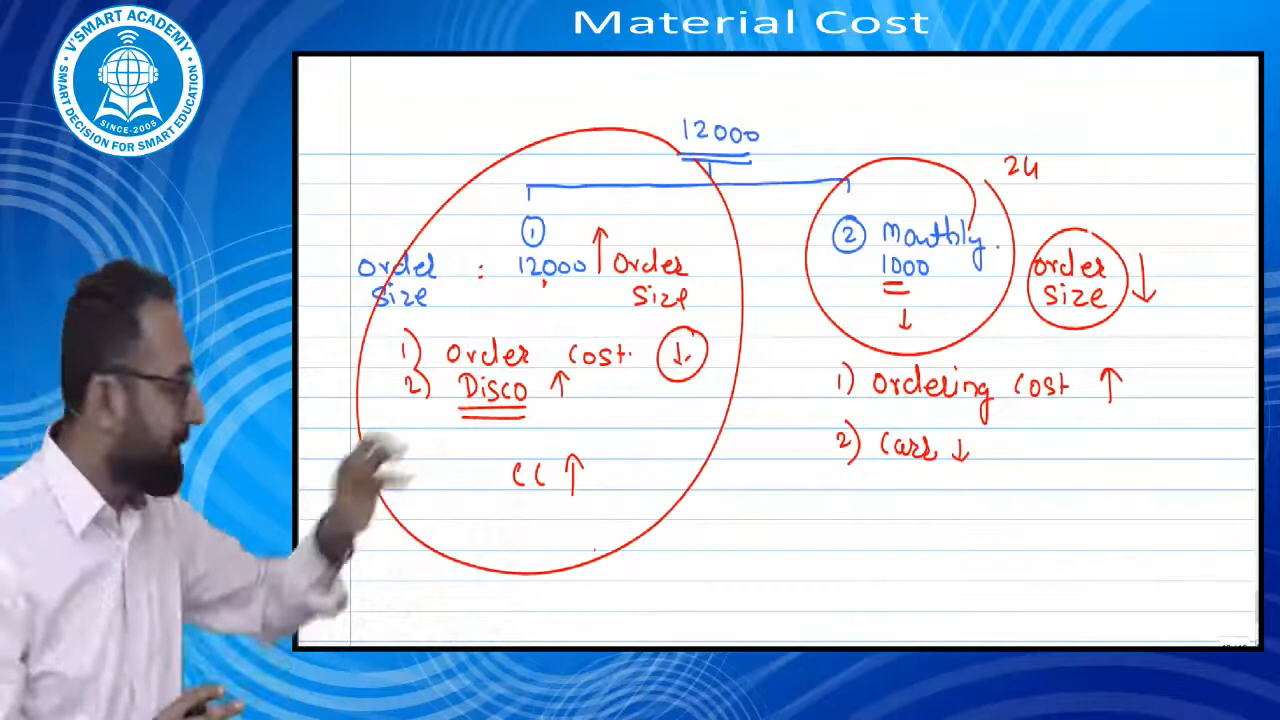 Material Cost
V'SMART ACADEMY
SINCE-2005
SMART DECISION FOR SMART EDUCATION
12000
24
① ② Monthly.
order size : 12000 ↑ order size
1000 order size ↓
↓
1) order cost. ↓
2) Disco ↑
CC ↑
1) ordering cost ↑
2) Carr ↓